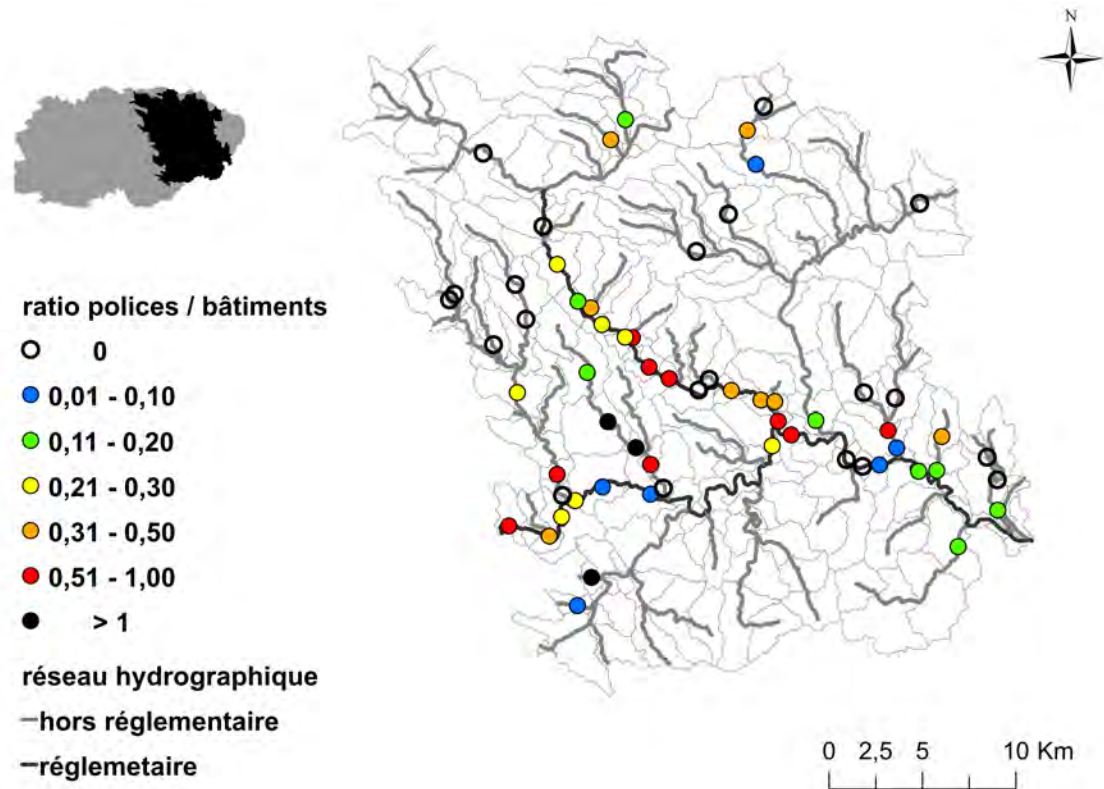 N
ratio polices / bâtiments
0
0,01 - 0,10
0,11 - 0,20
0,21 - 0,30
0,31 - 0,50
0,51 - 1,00
> 1
réseau hydrographique
hors réglementaire
réglemetaire
0 2,5 5 10 Km